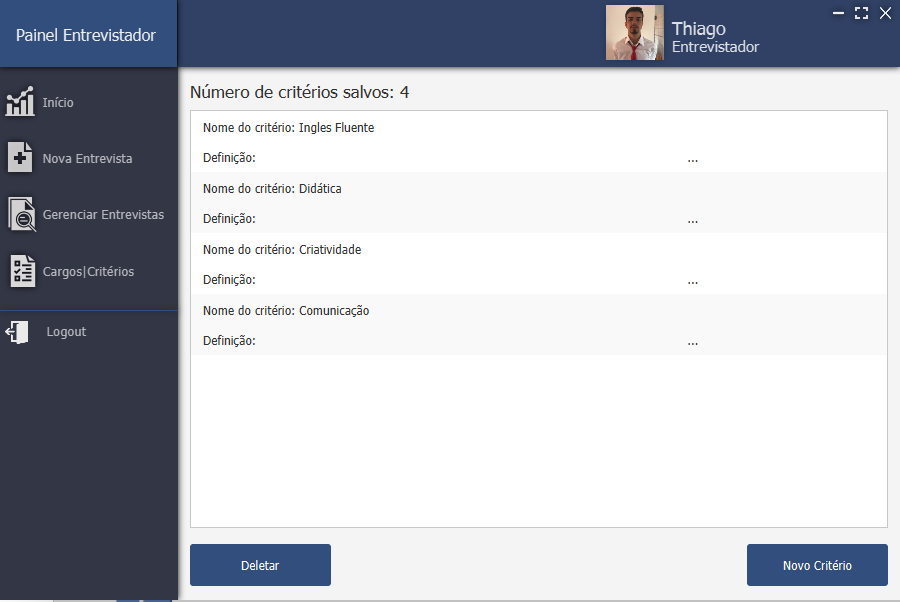 Painel Entrevistador
Thiago
Entrevistador
Início
Nova Entrevista
Gerenciar Entrevistas
Cargos|Critérios
Logout
Número de critérios salvos: 4
Nome do critério: Ingles Fluente
Definição: ...
Nome do critério: Didática
Definição: ...
Nome do critério: Criatividade
Definição: ...
Nome do critério: Comunicação
Definição: ...
Deletar
Novo Critério